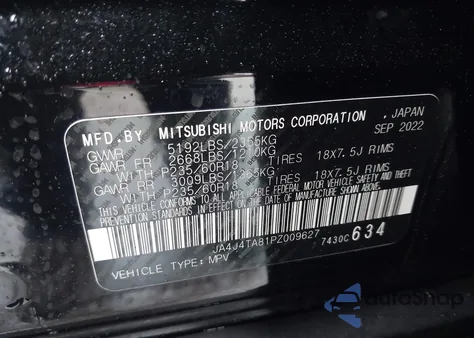 MFD.BY MITSUBISHI MOTORS CORPORATION , JAPAN
GVWR 5192LBS/2355KG SEP 2022
GAWR FR 2668LBS/1210KG
WITH P235/60R18 TIRES 18X7.5J RIMS
GAWR RR 3009LBS/1365KG
WITH P235/60R18 TIRES 18X7.5J RIMS
THIS VEHICLE CONFORMS TO ALL APPLICABLE FEDERAL MOTOR VEHICLE SAFETY AND
THEFT PREVENTION STANDARDS IN EFFECT ON THE DATE OF MANUFACTURE SHOWN ABOVE.
JA4J4TA81PZ009627 7430C 634
VEHICLE TYPE: MPV
AutoShop